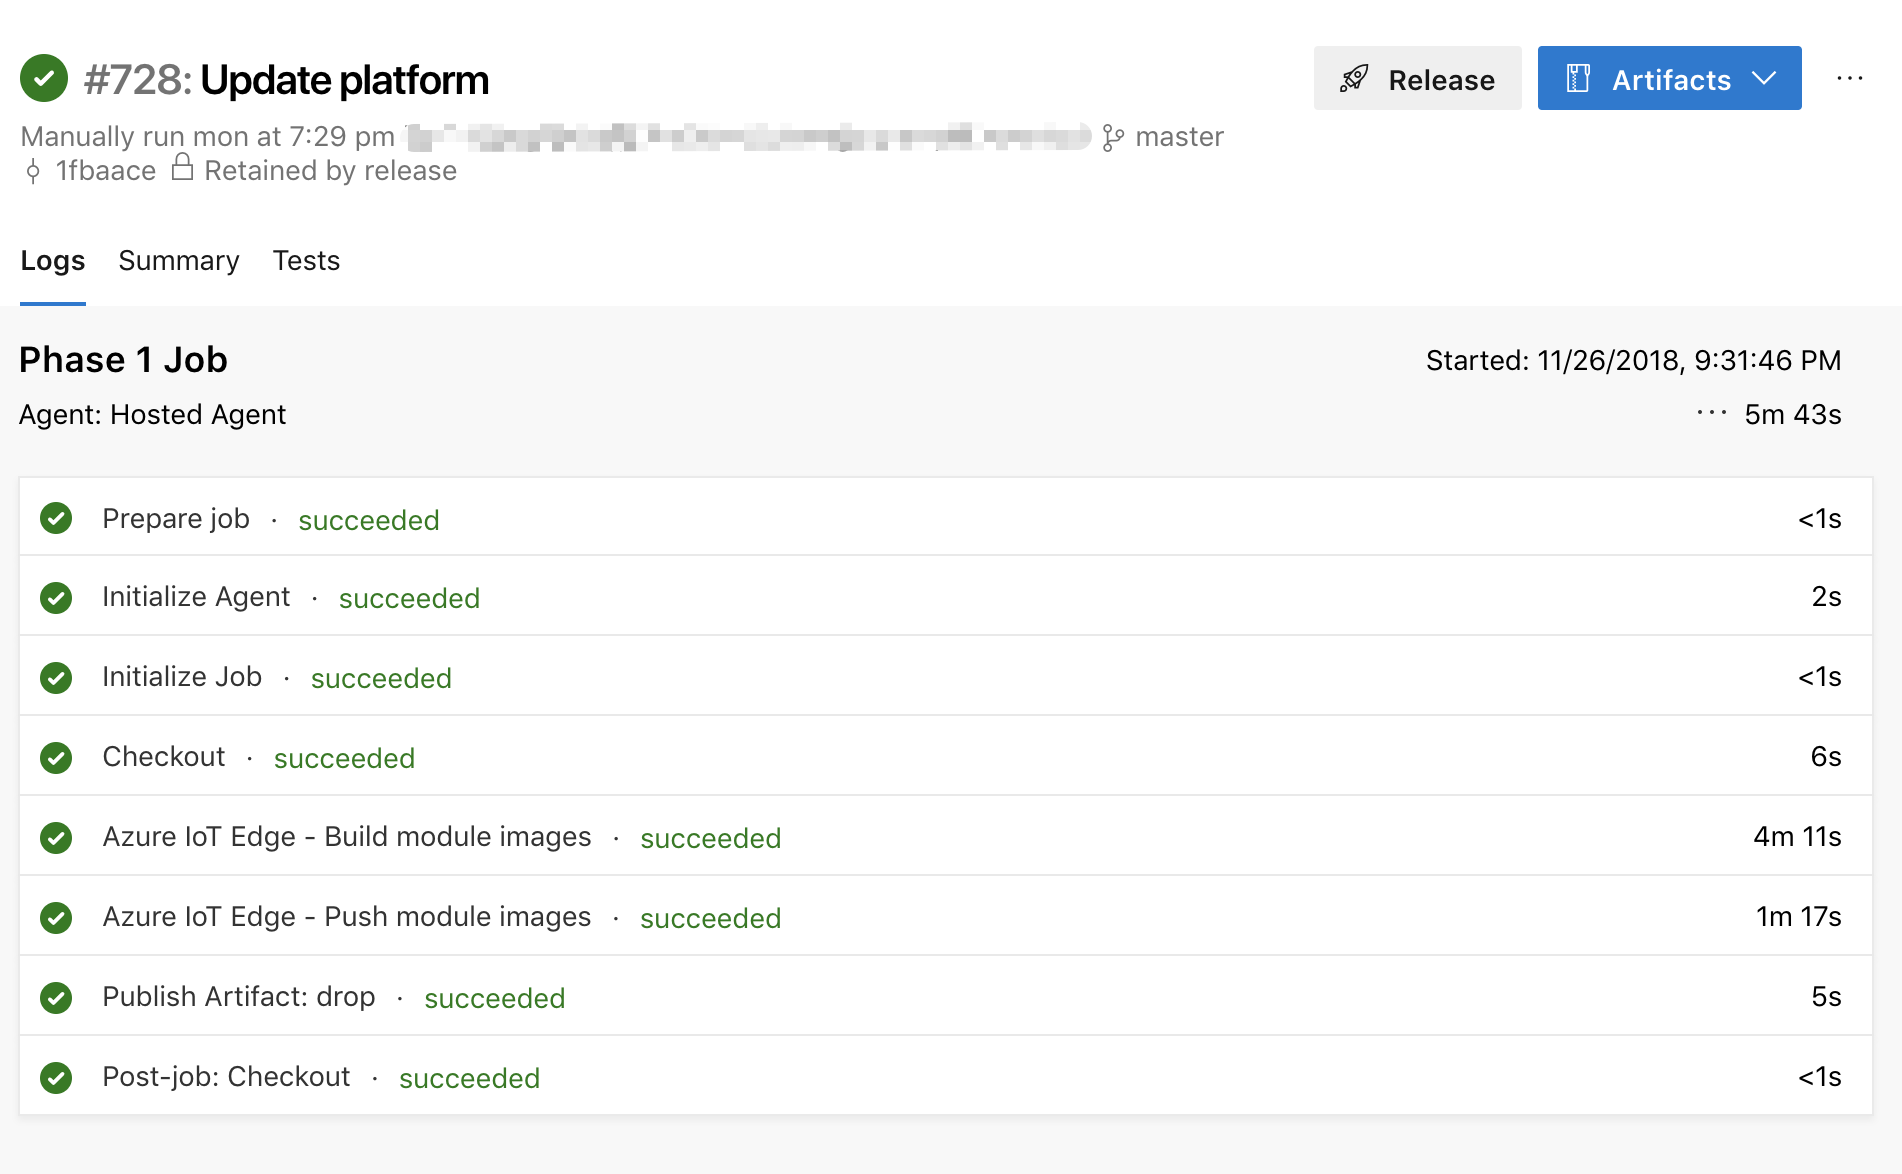 #728: Update platform
Release
Artifacts
Manually run mon at 7:29 pm master
1fbaace Retained by release
Logs Summary Tests
Phase 1 Job
Started: 11/26/2018, 9:31:46 PM
Agent: Hosted Agent
··· 5m 43s
Prepare job · succeeded <1s
Initialize Agent · succeeded 2s
Initialize Job · succeeded <1s
Checkout · succeeded 6s
Azure IoT Edge - Build module images · succeeded 4m 11s
Azure IoT Edge - Push module images · succeeded 1m 17s
Publish Artifact: drop · succeeded 5s
Post-job: Checkout · succeeded <1s